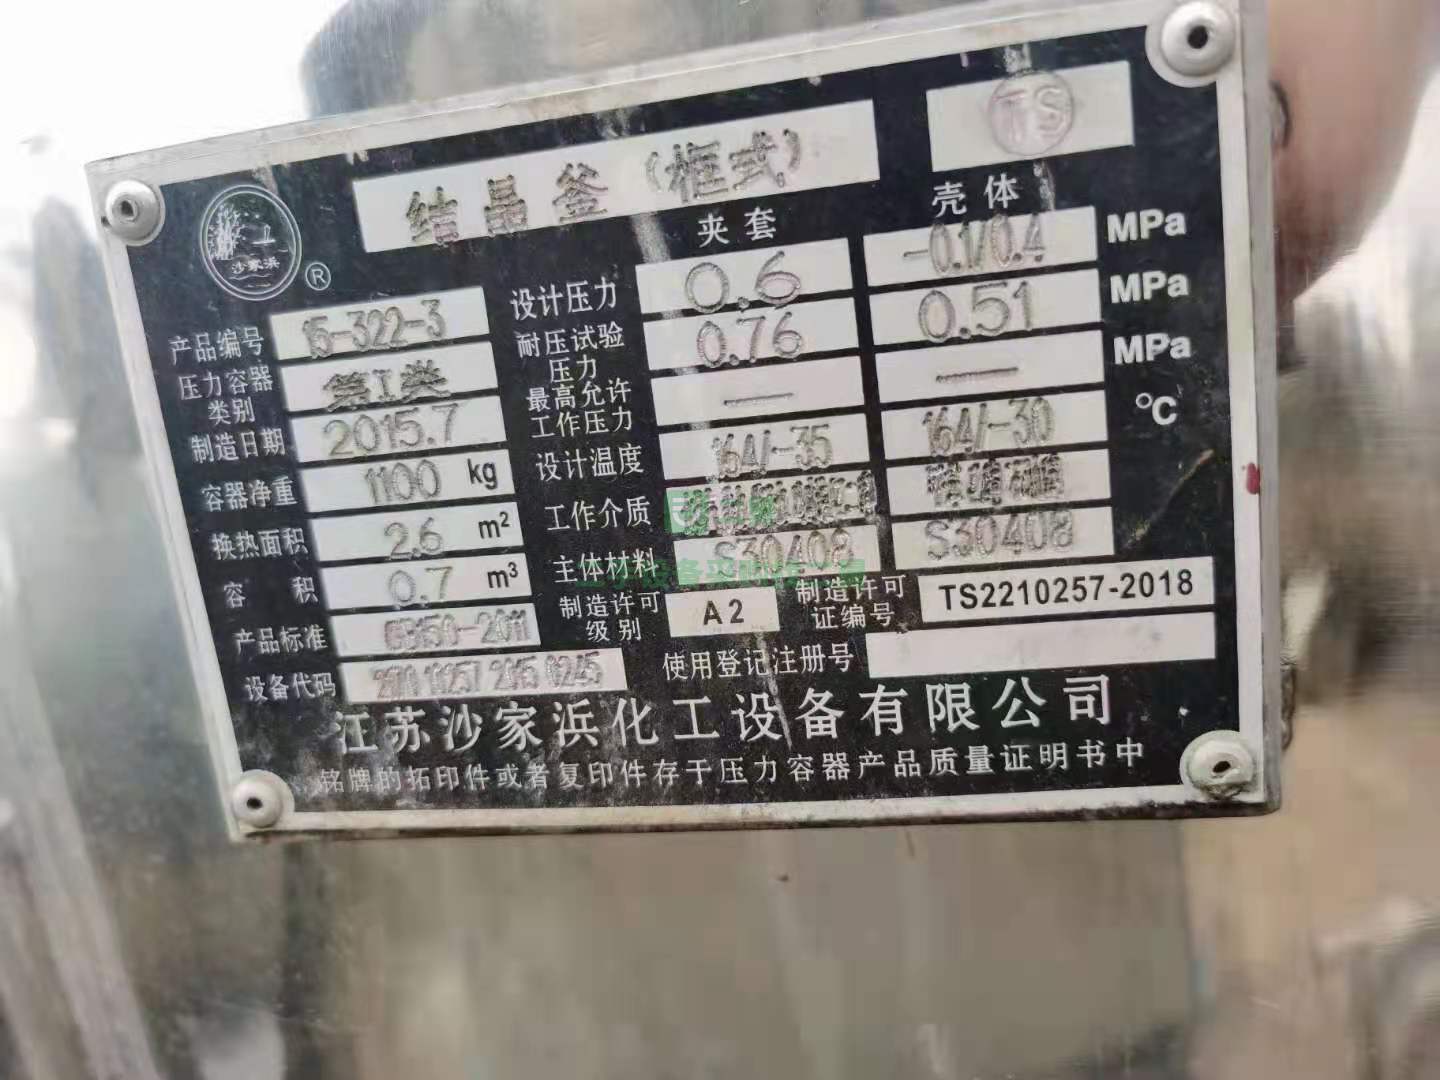 结晶釜(框式)
TS
沙家浜
®
夹套 壳体
设计压力 0.6 -0.1/0.4 MPa
耐压试验压力 0.76 0.51 MPa
最高允许工作压力 — — MPa
设计温度 164/-35 164/-30 ℃
工作介质
主体材料 S30408 S30408
产品编号 15-322-3
压力容器类别 第I类
制造日期 2015.7
容器净重 1100 kg
换热面积 2.6 m²
容积 0.7 m³
产品标准 GB150-2011
设备代码
制造许可级别 A2
制造许可证编号 TS2210257-2018
使用登记注册号
江苏沙家浜化工设备有限公司
铭牌的拓印件或者复印件存于压力容器产品质量证明书中